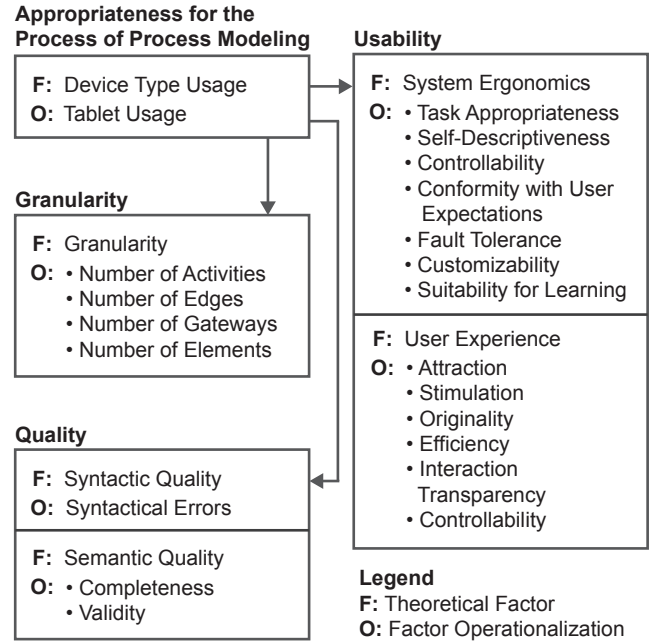 Appropriateness for the
Process of Process Modeling
F: Device Type Usage
O: Tablet Usage
Granularity
F: Granularity
O: • Number of Activities
• Number of Edges
• Number of Gateways
• Number of Elements
Quality
F: Syntactic Quality
O: Syntactical Errors
F: Semantic Quality
O: • Completeness
• Validity
Usability
F: System Ergonomics
O: • Task Appropriateness
• Self-Descriptiveness
• Controllability
• Conformity with User
Expectations
• Fault Tolerance
• Customizability
• Suitability for Learning
F: User Experience
O: • Attraction
• Stimulation
• Originality
• Efficiency
• Interaction
Transparency
• Controllability
Legend
F: Theoretical Factor
O: Factor Operationalization